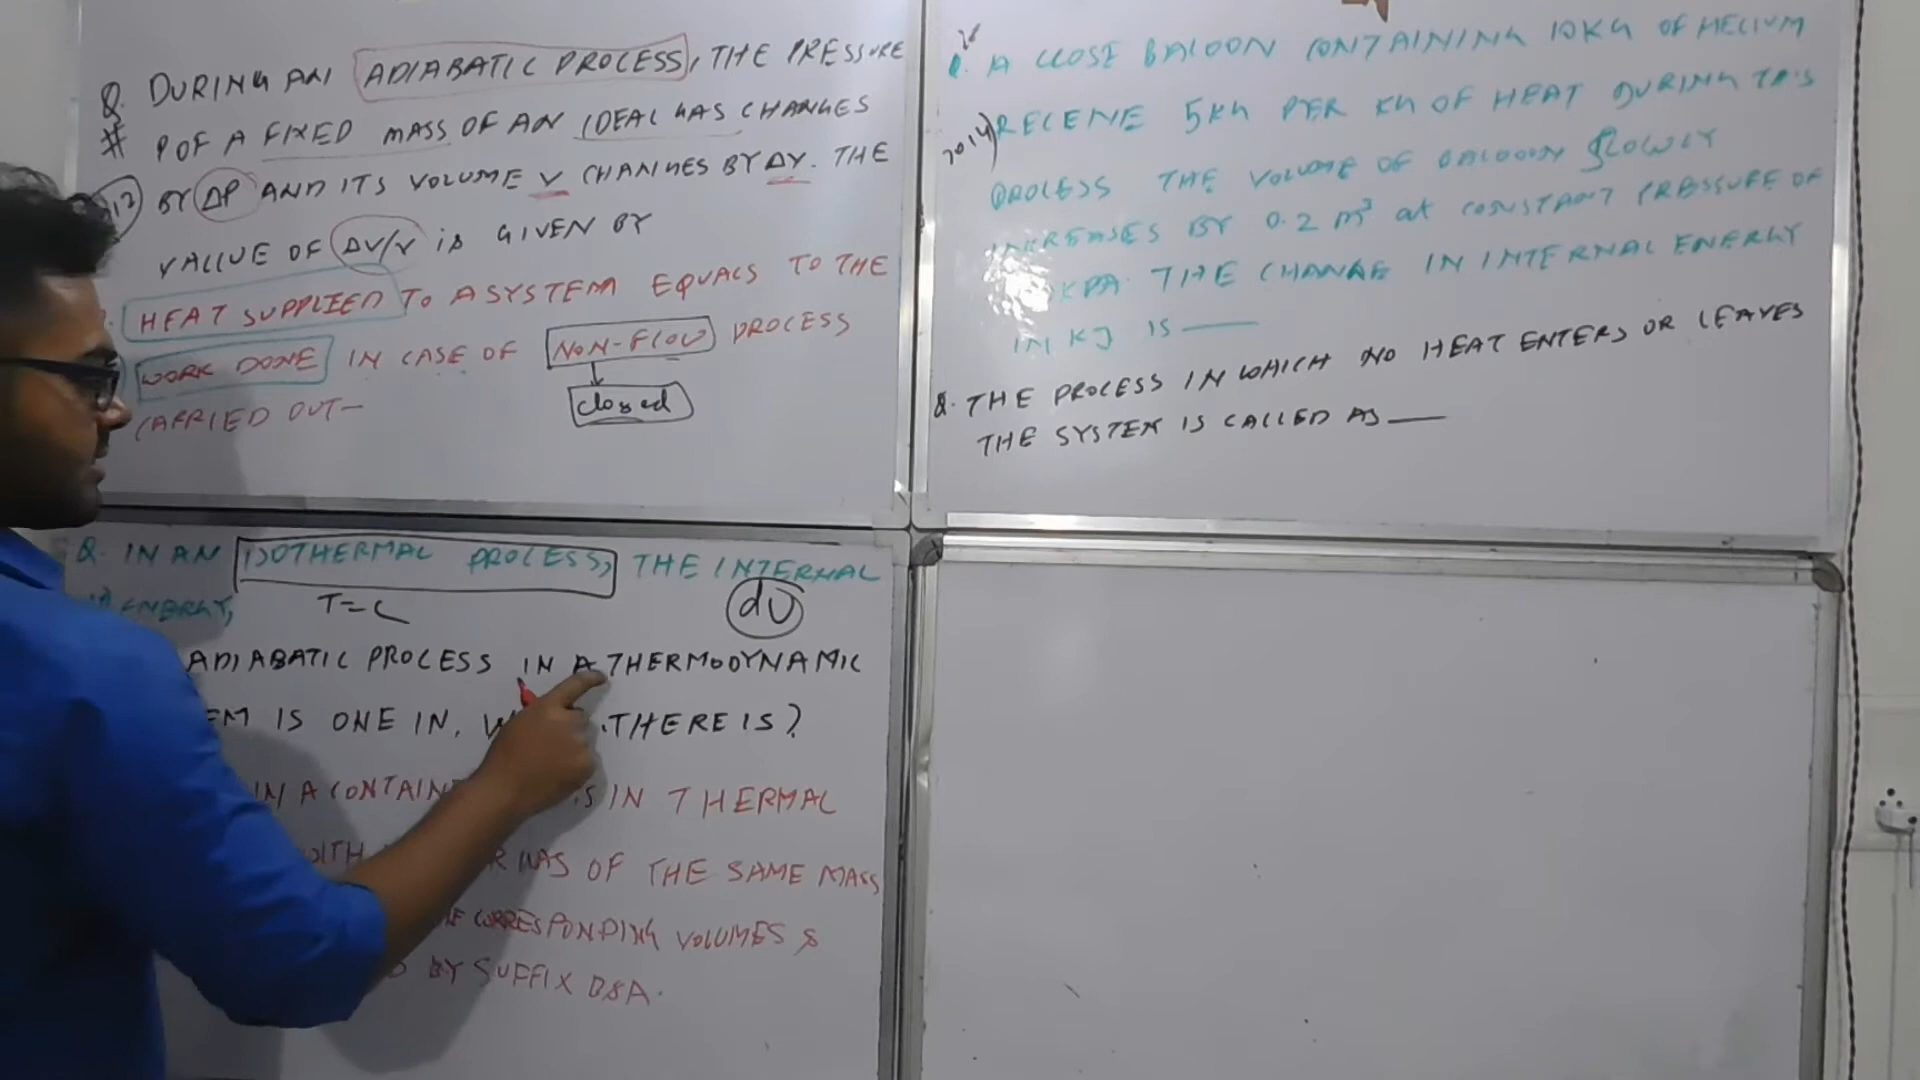 Q. DURING AN ADIABATIC PROCESS, THE PRESSURE
# P OF A FIXED MASS OF AN IDEAL GAS CHANGES
BY ΔP AND ITS VOLUME V CHANGES BY ΔV. THE
VALUE OF ΔV/V is GIVEN BY
HEAT SUPPLIED TO A SYSTEM EQUALS TO THE
WORK DONE IN CASE OF NON-FLOW PROCESS
closed
CARRIED OUT-
Q. A CLOSE BALOON CONTAINING 10KG OF HELIUM
2014) RECENE 5KG PER KG OF HEAT DURING
PROCESS THE VOLUME OF BALOON SLOWLY
INCREASES BY 0.2 m³ at CONSTANT PRESSURE OF
KPA THE CHANGE IN INTERNAL ENERGY
IN KJ IS —
Q. THE PROCESS IN WHICH NO HEAT ENTERS OR LEAVES
THE SYSTEM IS CALLED AS —
Q. IN AN ISOTHERMAL PROCESS, THE INTERNAL
ENERGY, T=C dU
ADIABATIC PROCESS IN A THERMODYNAMIC
IS ONE IN, THERE IS?
IN A IN THERMAL
OF THE SAME MASS
CORRESPONDING VOLUMES &
BY SUFFIX